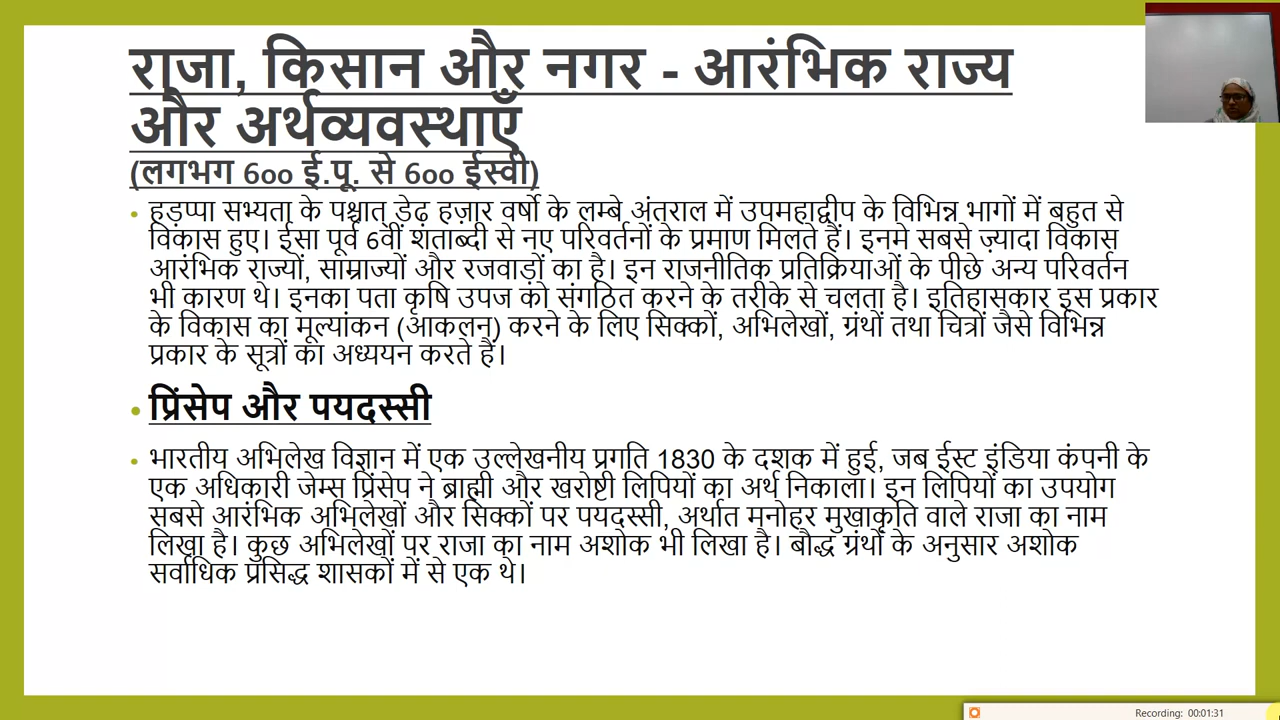 राजा, किसान और नगर - आरंभिक राज्य
और अर्थव्यवस्थाएँ
(लगभग 600 ई.पू. से 600 ईस्वी)
• हड़प्पा सभ्यता के पश्चात् डेढ़ हज़ार वर्षो के लम्बे अंतराल में उपमहाद्वीप के विभिन्न भागों में बहुत से
विकास हुए। ईसा पूर्व 6वीं शताब्दी से नए परिवर्तनों के प्रमाण मिलते हैं। इनमे सबसे ज़्यादा विकास
आरंभिक राज्यों, साम्राज्यों और रजवाड़ों का है। इन राजनीतिक प्रतिक्रियाओं के पीछे अन्य परिवर्तन
भी कारण थे। इनका पता कृषि उपज को संगठित करने के तरीके से चलता है। इतिहासकार इस प्रकार
के विकास का मूल्यांकन (आकलन) करने के लिए सिक्कों, अभिलेखों, ग्रंथों तथा चित्रों जैसे विभिन्न
प्रकार के सूत्रों का अध्ययन करते हैं।
• प्रिंसेप और पयदस्सी
• भारतीय अभिलेख विज्ञान में एक उल्लेखनीय प्रगति 1830 के दशक में हुई, जब ईस्ट इंडिया कंपनी के
एक अधिकारी जेम्स प्रिंसेप ने ब्राह्मी और खरोष्टी लिपियों का अर्थ निकाला। इन लिपियों का उपयोग
सबसे आरंभिक अभिलेखों और सिक्कों पर पयदस्सी, अर्थात मनोहर मुखाकृति वाले राजा का नाम
लिखा है। कुछ अभिलेखों पर राजा का नाम अशोक भी लिखा है। बौद्ध ग्रंथों के अनुसार अशोक
सर्वाधिक प्रसिद्ध शासकों में से एक थे।
Recording: 00:01:31